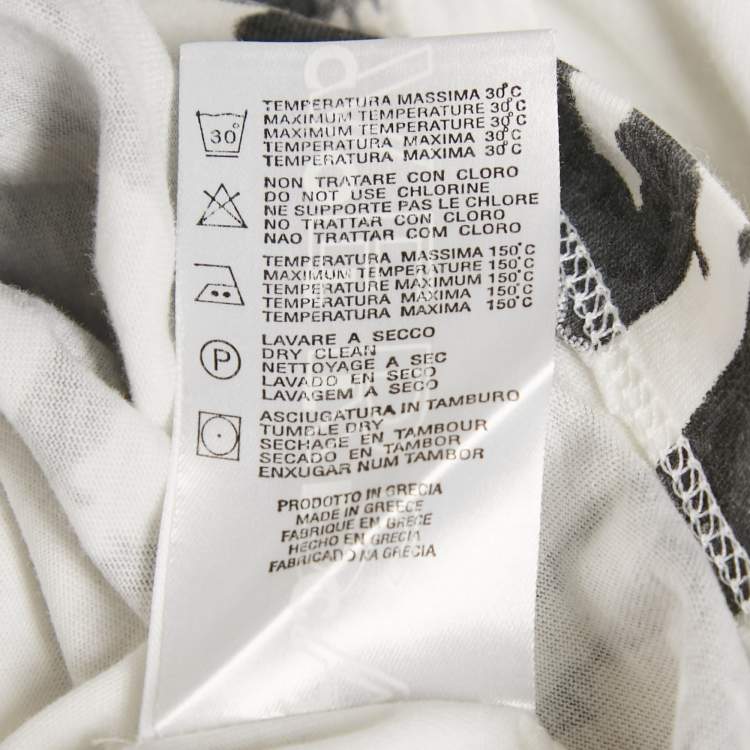 30°
TEMPERATURA MASSIMA 30°C
MAXIMUM TEMPERATURE 30°C
MAXIMUM TEMPERATURE 30°C
TEMPERATURA MAXIMA 30°C
TEMPERATURA MAXIMA 30°C
NON TRATARE CON CLORO
DO NOT USE CHLORINE
NE SUPPORTE PAS LE CHLORE
NO TRATTAR CON CLORO
NAO TRATTAR COM CLORO
TEMPERATURA MASSIMA 150°C
MAXIMUM TEMPERATURE 150°C
TEMPERATURE MAXIMUM 150°C
TEMPERATURA MAXIMA 150°C
TEMPERATURA MAXIMA 150°C
P
LAVARE A SECCO
DRY CLEAN
NETTOYAGE A SEC
LAVADO EN SECO
LAVAGEM A SECO
ASCIUGATURA IN TAMBURO
TUMBLE DRY
SECHAGE EN TAMBOUR
SECADO EN TAMBOR
ENXUGAR NUM TAMBOR
PRODOTTO IN GRECIA
MADE IN GREECE
FABRIQUE EN GRECE
HECHO EN GRECIA
FABRICADO NA GRECIA